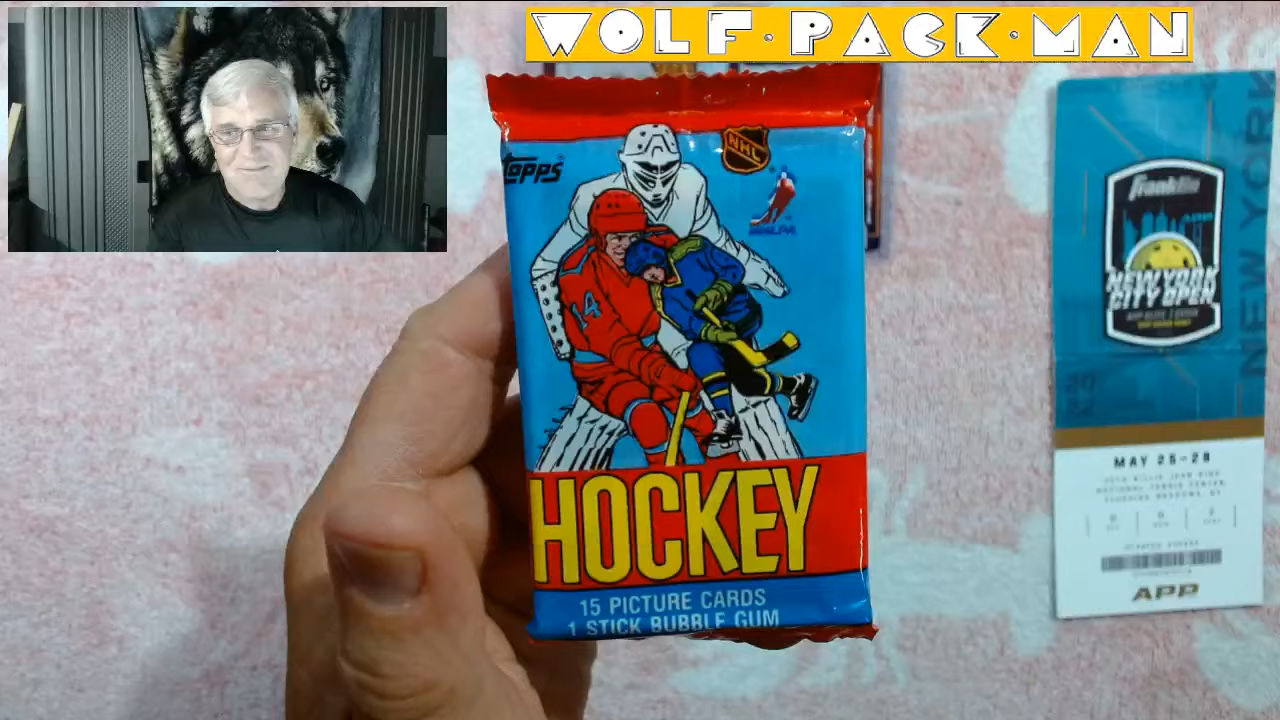 WOLF·PACK·MAN
TOPPS
NHL
NHLPA
14
HOCKEY
15 PICTURE CARDS
1 STICK BUBBLE GUM
Franklin
NEW YORK
CITY OPEN
NEW YORK
MAY 25-28
APP